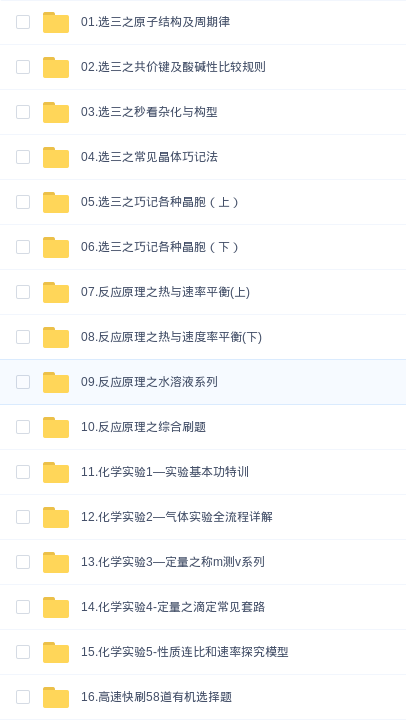 01.选三之原子结构及周期律
02.选三之共价键及酸碱性比较规则
03.选三之秒看杂化与构型
04.选三之常见晶体巧记法
05.选三之巧记各种晶胞（上）
06.选三之巧记各种晶胞（下）
07.反应原理之热与速率平衡(上)
08.反应原理之热与速度率平衡(下)
09.反应原理之水溶液系列
10.反应原理之综合刷题
11.化学实验1—实验基本功特训
12.化学实验2—气体实验全流程详解
13.化学实验3—定量之称m测v系列
14.化学实验4-定量之滴定常见套路
15.化学实验5-性质连比和速率探究模型
16.高速快刷58道有机选择题